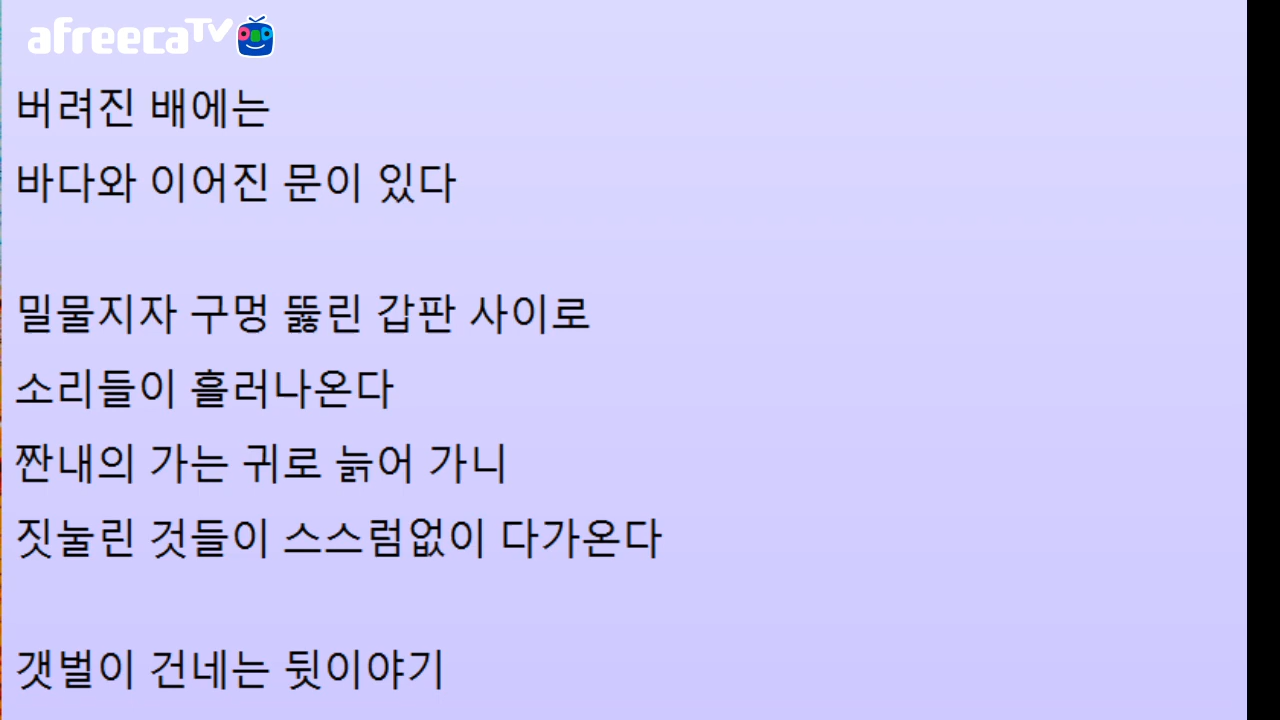 afreecaTV
버려진 배에는
바다와 이어진 문이 있다
밀물지자 구멍 뚫린 갑판 사이로
소리들이 흘러나온다
짠내의 가는 귀로 늙어 가니
짓눌린 것들이 스스럼없이 다가온다
갯벌이 건네는 뒷이야기